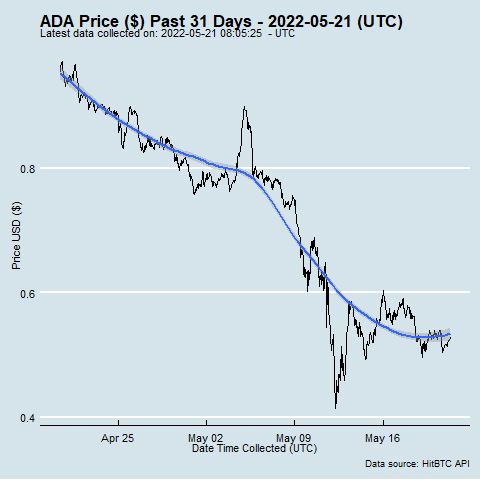 ADA Price ($) Past 31 Days - 2022-05-21 (UTC)
Latest data collected on: 2022-05-21 08:05:25 - UTC
Price USD ($)
0.8
0.6
0.4
Apr 25 May 02 May 09 May 16
Date Time Collected (UTC)
Data source: HitBTC API